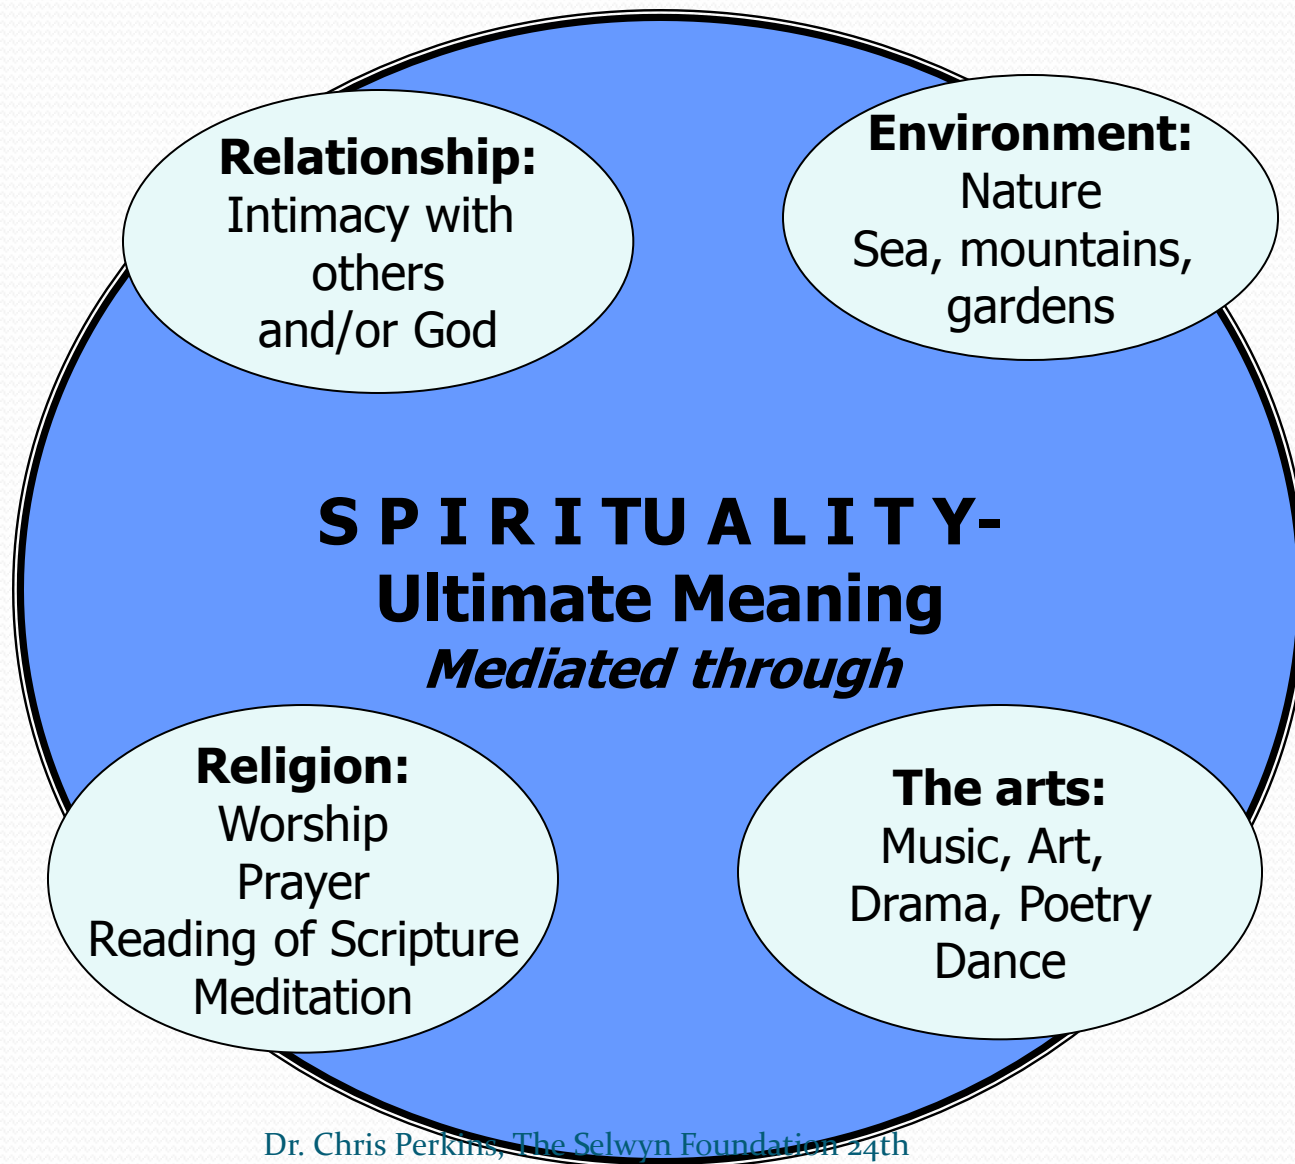 Relationship:
Intimacy with
others
and/or God
Environment:
Nature
Sea, mountains,
gardens
S P I R I TU A L I T Y-
Ultimate Meaning
Mediated through
Religion:
Worship
Prayer
Reading of Scripture
Meditation
The arts:
Music, Art,
Drama, Poetry
Dance
Dr. Chris Perkins, The Selwyn Foundation 24th